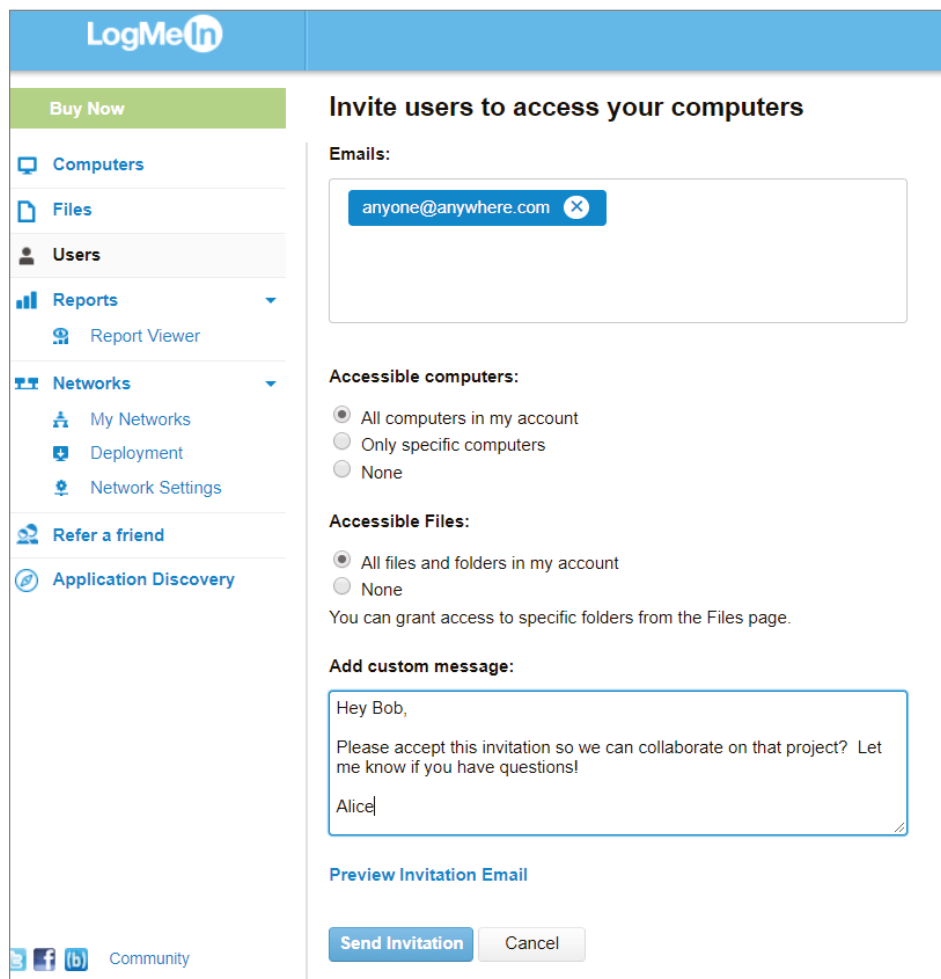 LogMeIn
Buy Now
Computers
Files
Users
Reports
Report Viewer
Networks
My Networks
Deployment
Network Settings
Refer a friend
Application Discovery
Community
Invite users to access your computers
Emails:
anyone@anywhere.com
Accessible computers:
All computers in my account
Only specific computers
None
Accessible Files:
All files and folders in my account
None
You can grant access to specific folders from the Files page.
Add custom message:
Hey Bob,
Please accept this invitation so we can collaborate on that project?  Let
me know if you have questions!
Alice
Preview Invitation Email
Send Invitation
Cancel